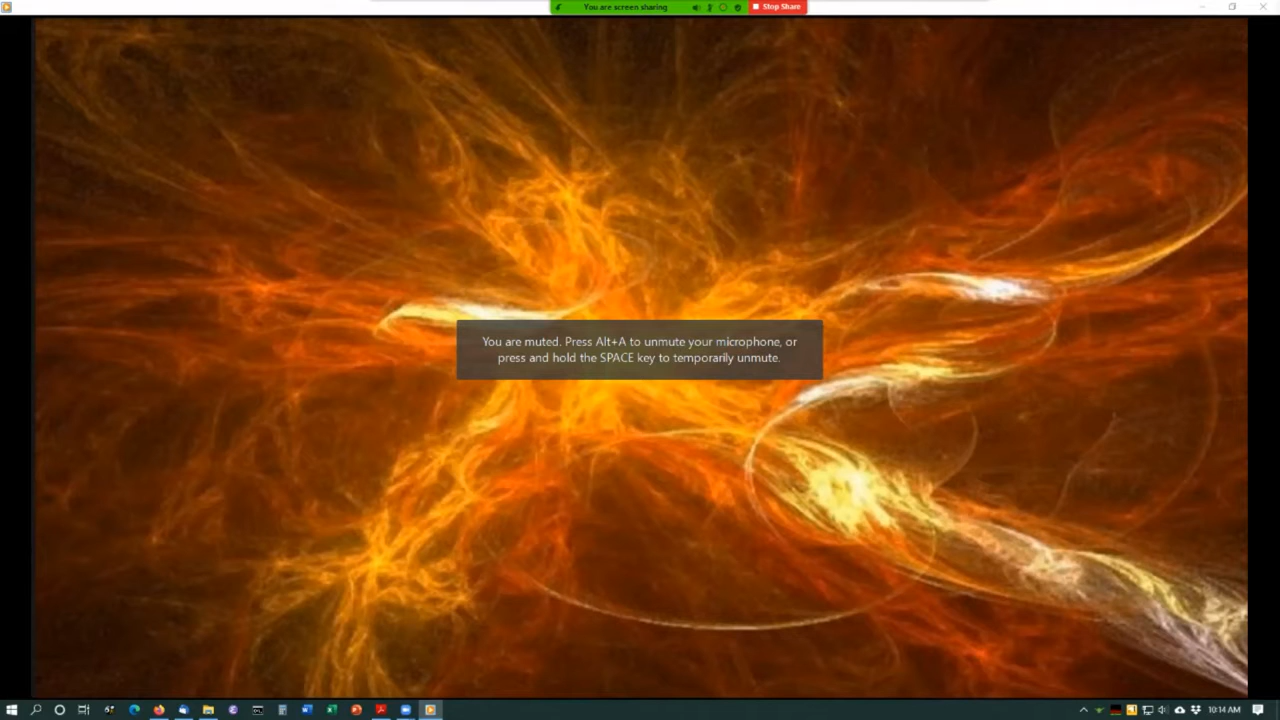 You are screen sharing
Stop Share
You are muted. Press Alt+A to unmute your microphone, or
press and hold the SPACE key to temporarily unmute.
10:14 AM